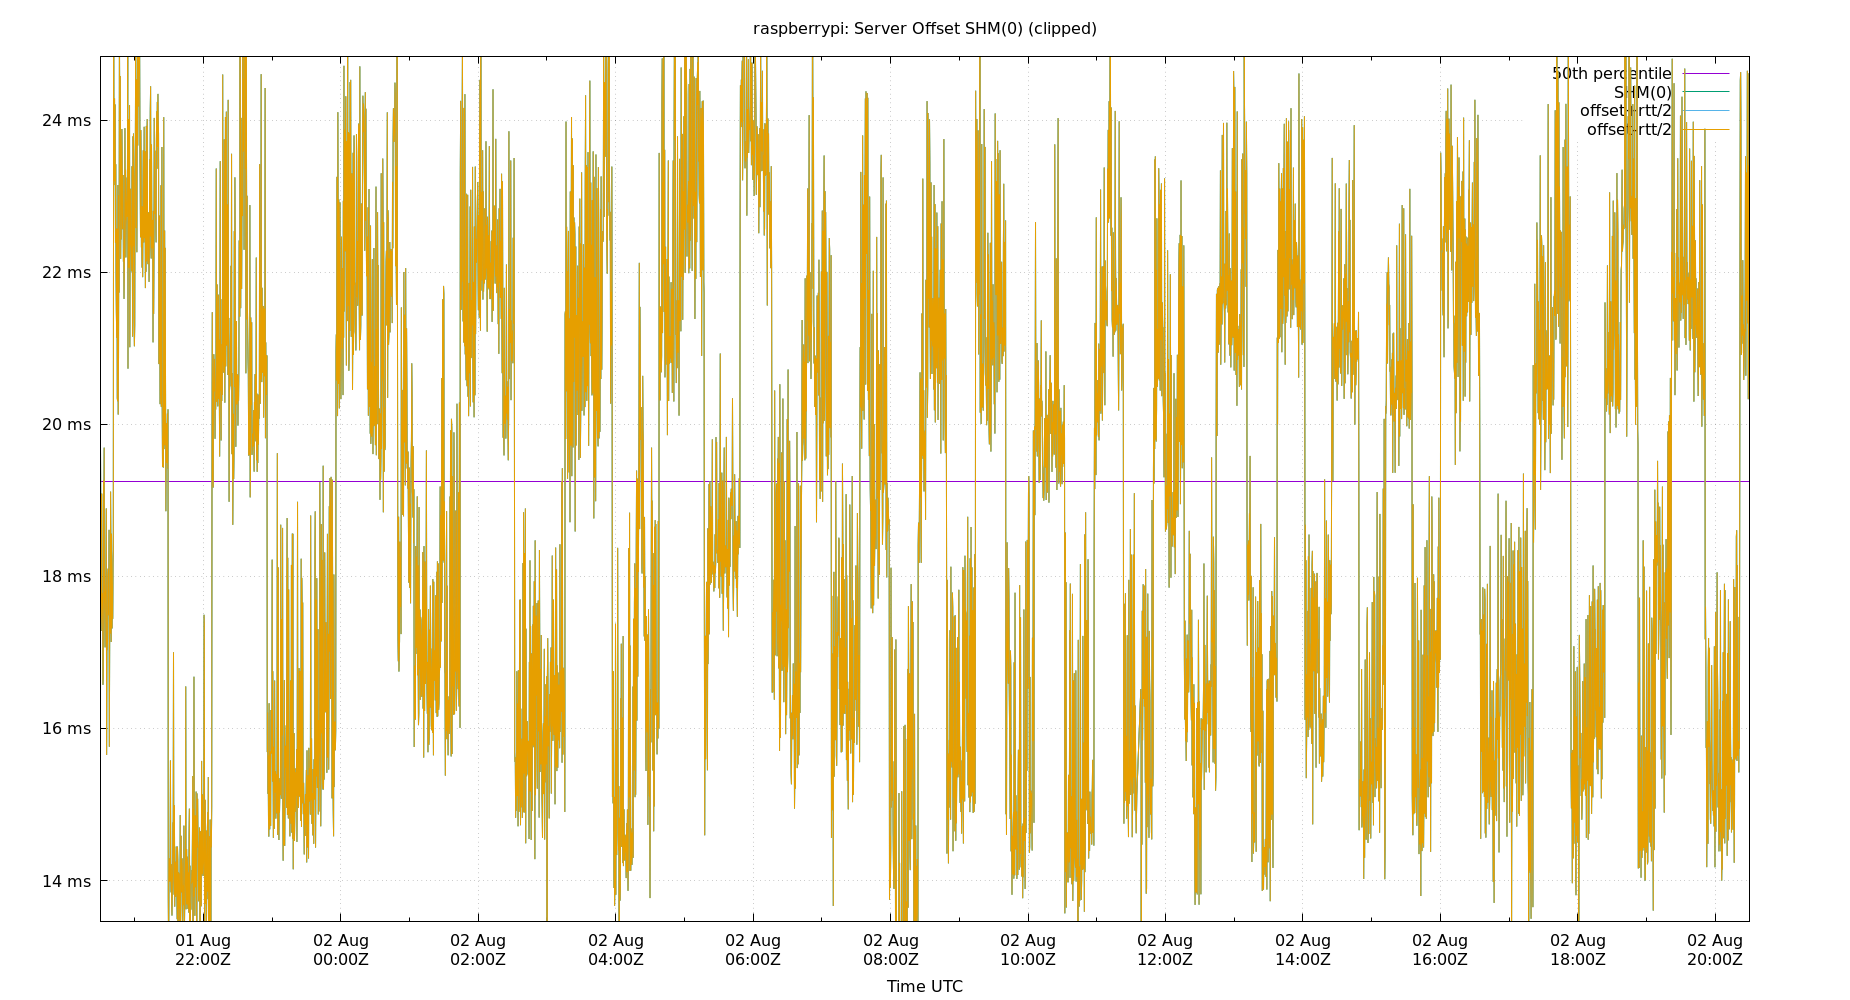 raspberrypi: Server Offset SHM(0) (clipped)
50th percentile
SHM(0)
offset-rtt/2
offset+rtt/2
24 ms
22 ms
20 ms
18 ms
16 ms
14 ms
01 Aug 02 Aug 02 Aug 02 Aug 02 Aug 02 Aug 02 Aug 02 Aug 02 Aug 02 Aug 02 Aug 02 Aug
22:00Z 00:00Z 02:00Z 04:00Z 06:00Z 08:00Z 10:00Z 12:00Z 14:00Z 16:00Z 18:00Z 20:00Z
Time UTC